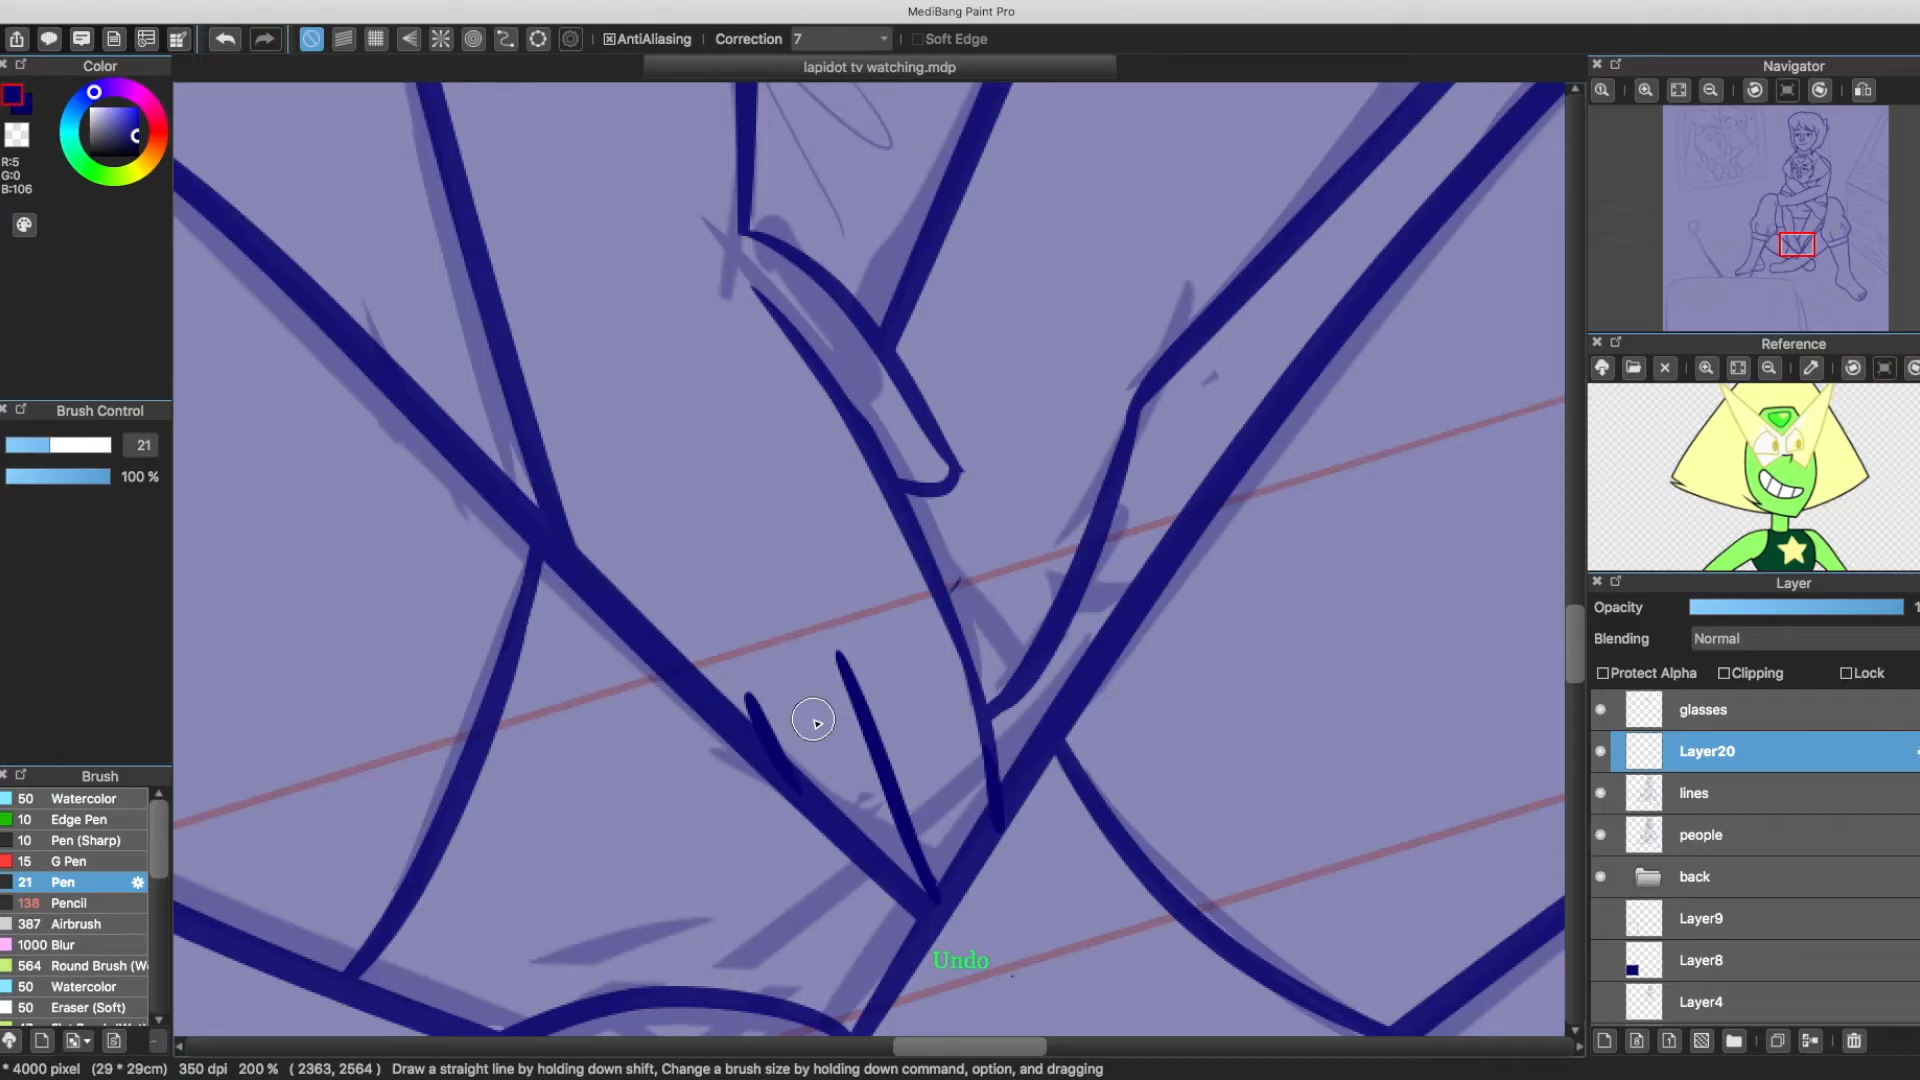 MediBang Paint Pro
AntiAliasing Correction 7 Soft Edge
lapidot tv watching.mdp
Color
R:5
G:0
B:106
Brush Control
21
100 %
Brush
50 Watercolor
10 Edge Pen
10 Pen (Sharp)
15 G Pen
21 Pen
138 Pencil
387 Airbrush
1000 Blur
564 Round Brush (W
50 Watercolor
50 Eraser (Soft)
Undo
Navigator
Reference
Layer
Opacity
Blending Normal
Protect Alpha Clipping Lock
glasses
Layer20
lines
people
back
Layer9
Layer8
Layer4
* 4000 pixel (29 * 29cm) 350 dpi 200 % ( 2363, 2564 ) Draw a straight line by holding down shift, Change a brush size by holding down command, option, and dragging